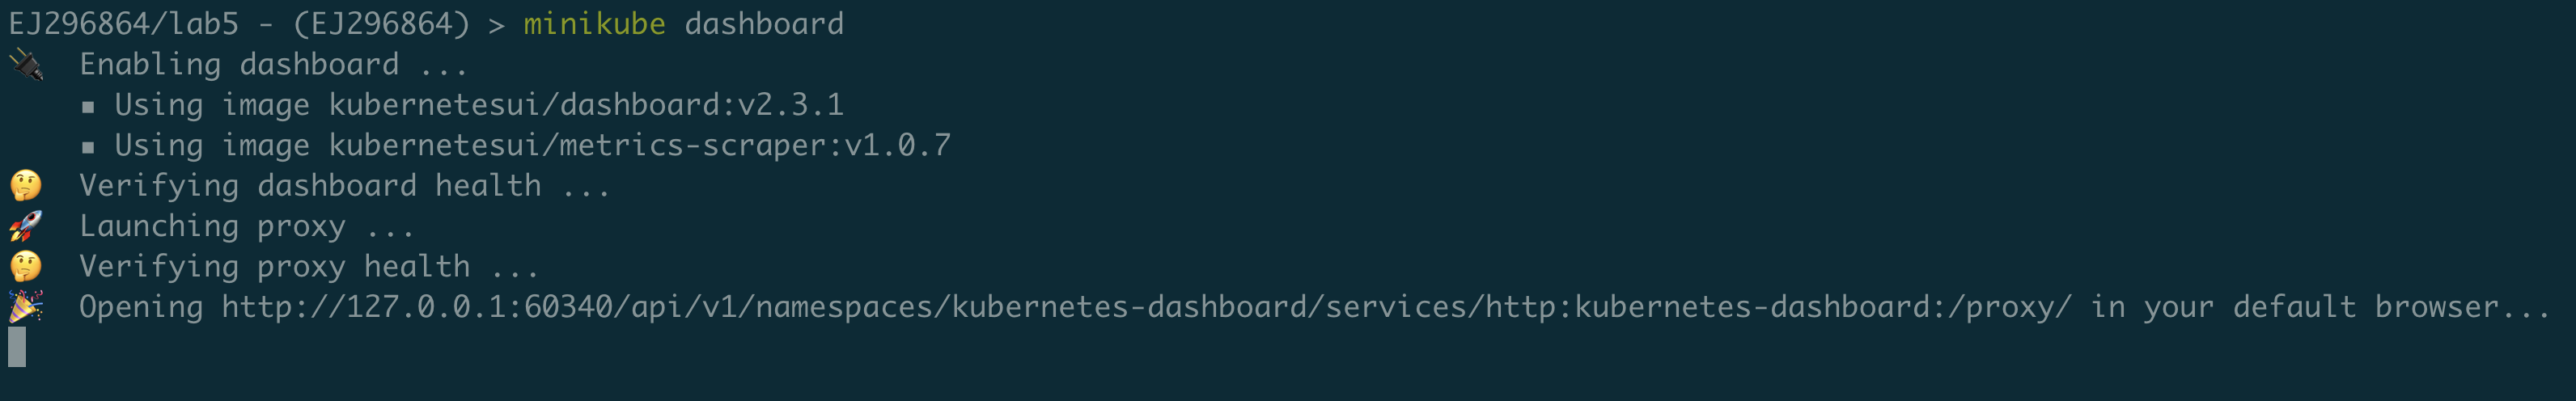 EJ296864/lab5 - (EJ296864) > minikube dashboard
🔌 Enabling dashboard ...
▪ Using image kubernetesui/dashboard:v2.3.1
▪ Using image kubernetesui/metrics-scraper:v1.0.7
🤔 Verifying dashboard health ...
🚀 Launching proxy ...
🤔 Verifying proxy health ...
🎉 Opening http://127.0.0.1:60340/api/v1/namespaces/kubernetes-dashboard/services/http:kubernetes-dashboard:/proxy/ in your default browser...